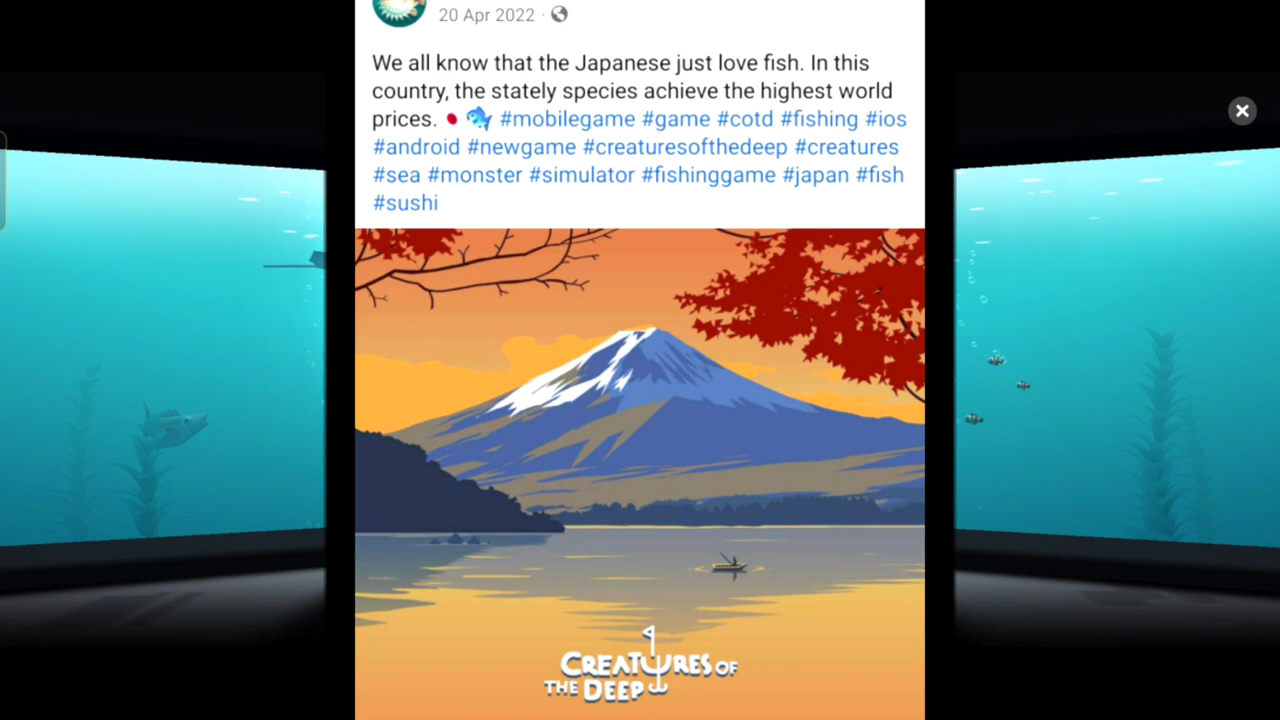 20 Apr 2022 ·
We all know that the Japanese just love fish. In this
country, the stately species achieve the highest world
prices. #mobilegame #game #cotd #fishing #ios
#android #newgame #creaturesofthedeep #creatures
#sea #monster #simulator #fishinggame #japan #fish
#sushi
CREATURES OF
THE DEEP